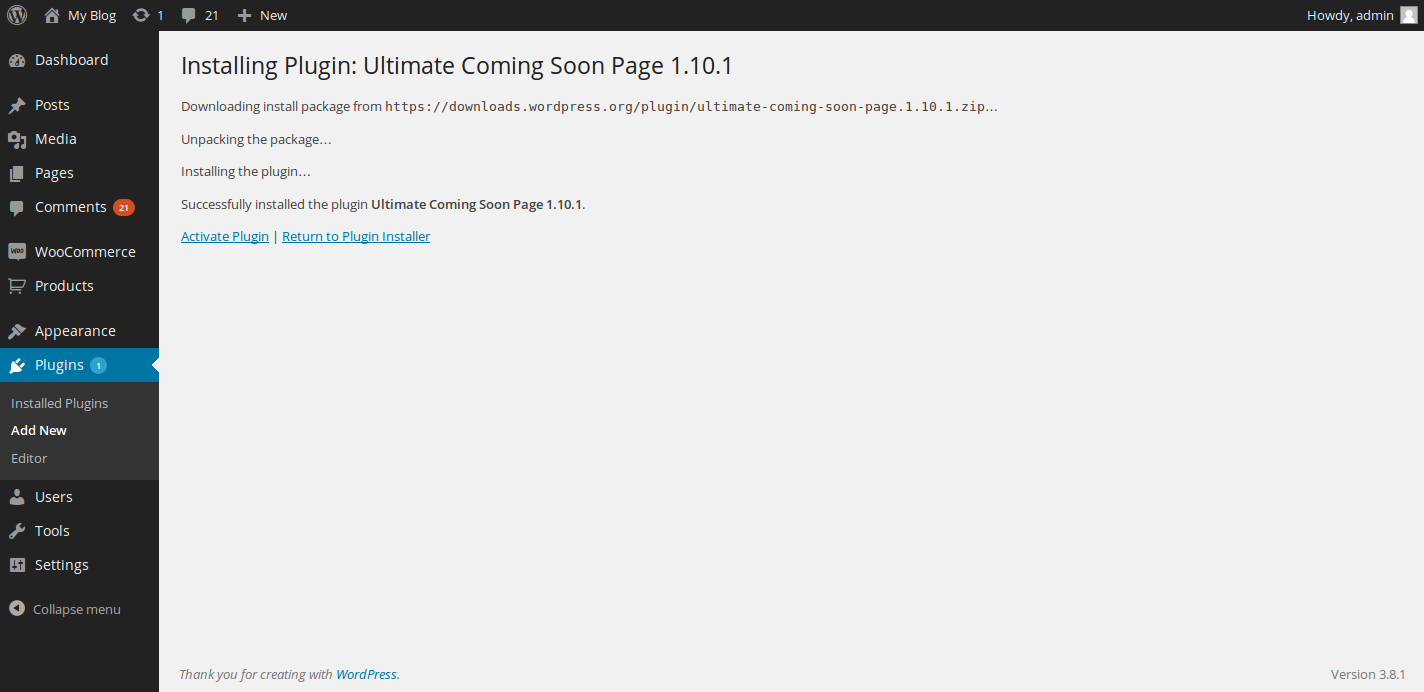 My Blog 1 21 New Howdy, admin
Dashboard
Posts
Media
Pages
Comments 21
WooCommerce
Products
Appearance
Plugins 1
Installed Plugins
Add New
Editor
Users
Tools
Settings
Collapse menu
Installing Plugin: Ultimate Coming Soon Page 1.10.1
Downloading install package from https://downloads.wordpress.org/plugin/ultimate-coming-soon-page.1.10.1.zip…
Unpacking the package…
Installing the plugin…
Successfully installed the plugin Ultimate Coming Soon Page 1.10.1.
Activate Plugin | Return to Plugin Installer
Thank you for creating with WordPress. Version 3.8.1